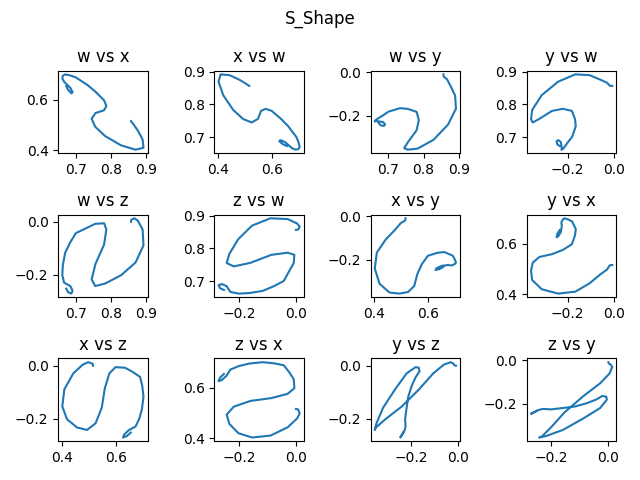 S_Shape
w vs x x vs w w vs y y vs w
0.6 0.4 0.7 0.8 0.9
0.9 0.8 0.7 0.4 0.6
0.0 −0.2 0.7 0.8 0.9
0.9 0.8 0.7 −0.2 0.0
w vs z z vs w x vs y y vs x
0.0 −0.2 0.7 0.8 0.9
0.9 0.8 0.7 −0.2 0.0
0.0 −0.2 0.4 0.6
0.6 0.4 −0.2 0.0
x vs z z vs x y vs z z vs y
0.0 −0.2 0.4 0.6
0.6 0.4 −0.2 0.0
0.0 −0.2 −0.2 0.0
0.0 −0.2 −0.2 0.0